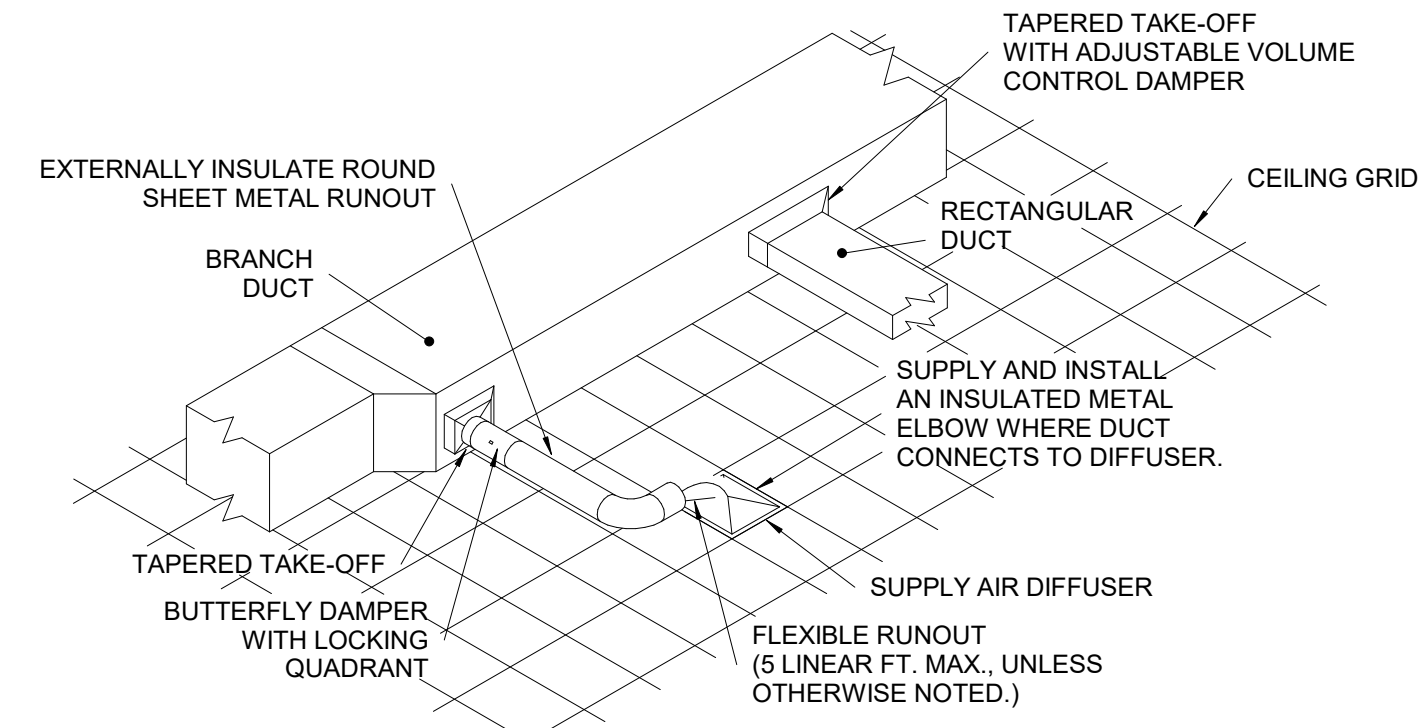 TAPERED TAKE-OFF
WITH ADJUSTABLE VOLUME
CONTROL DAMPER
EXTERNALLY INSULATE ROUND
SHEET METAL RUNOUT
CEILING GRID
RECTANGULAR
DUCT
BRANCH
DUCT
SUPPLY AND INSTALL
AN INSULATED METAL
ELBOW WHERE DUCT
CONNECTS TO DIFFUSER.
TAPERED TAKE-OFF
SUPPLY AIR DIFFUSER
BUTTERFLY DAMPER
WITH LOCKING
QUADRANT
FLEXIBLE RUNOUT
(5 LINEAR FT. MAX., UNLESS
OTHERWISE NOTED.)